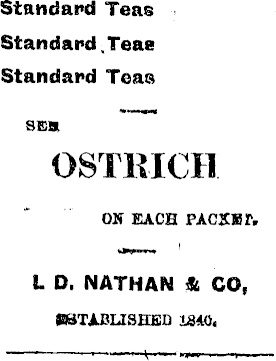 Standard Teas
Standard Teas
Standard Teas
SEE
OSTRICH
ON EACH PACKET.
L. D. NATHAN & CO,
ESTABLISHED 1840.